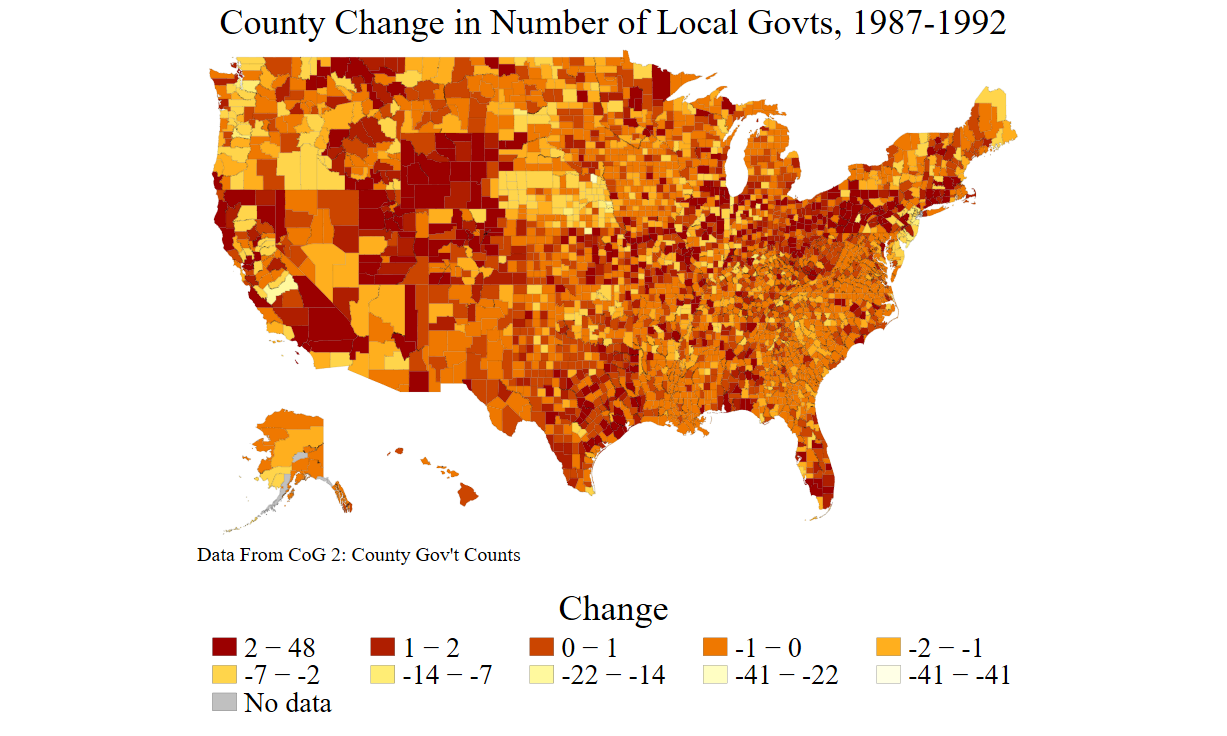 County Change in Number of Local Govts, 1987-1992
Data From CoG 2: County Gov't Counts
Change
2 − 48 1 − 2 0 − 1 -1 − 0 -2 − -1
-7 − -2 -14 − -7 -22 − -14 -41 − -22 -41 − -41
No data